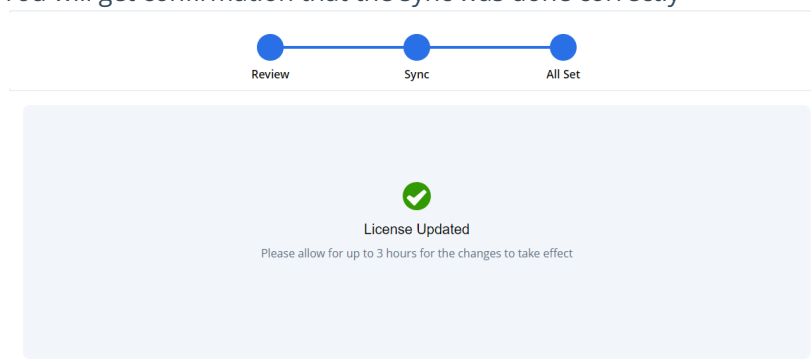 You will get confirmation that the sync was done correctly
Review Sync All Set
License Updated
Please allow for up to 3 hours for the changes to take effect